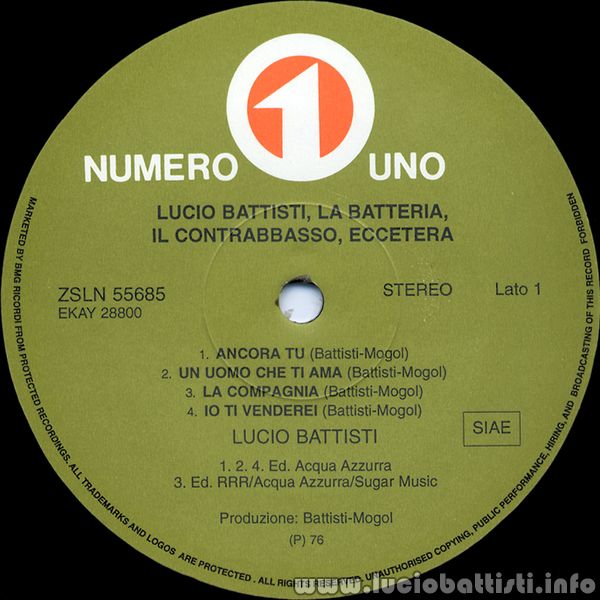 1
NUMERO UNO
LUCIO BATTISTI, LA BATTERIA,
IL CONTRABBASSO, ECCETERA
ZSLN 55685
EKAY 28800
STEREO
Lato 1
1. ANCORA TU (Battisti-Mogol)
2. UN UOMO CHE TI AMA (Battisti-Mogol)
3. LA COMPAGNIA (Battisti-Mogol)
4. IO TI VENDEREI (Battisti-Mogol)
LUCIO BATTISTI
SIAE
1. 2. 4. Ed. Acqua Azzurra
3. Ed. RRR/Acqua Azzurra/Sugar Music
Produzione: Battisti-Mogol
(P) 76
MARKETED BY BMG RICORDI FROM PROTECTED RECORDINGS. ALL TRADEMARKS AND LOGOS ARE PROTECTED . ALL RIGHTS RESERVED. UNAUTHORISED COPYING, PUBLIC PERFORMANCE, HIRING, AND BROADCASTING OF THIS RECORD FORBIDDEN
www.luciobattisti.info